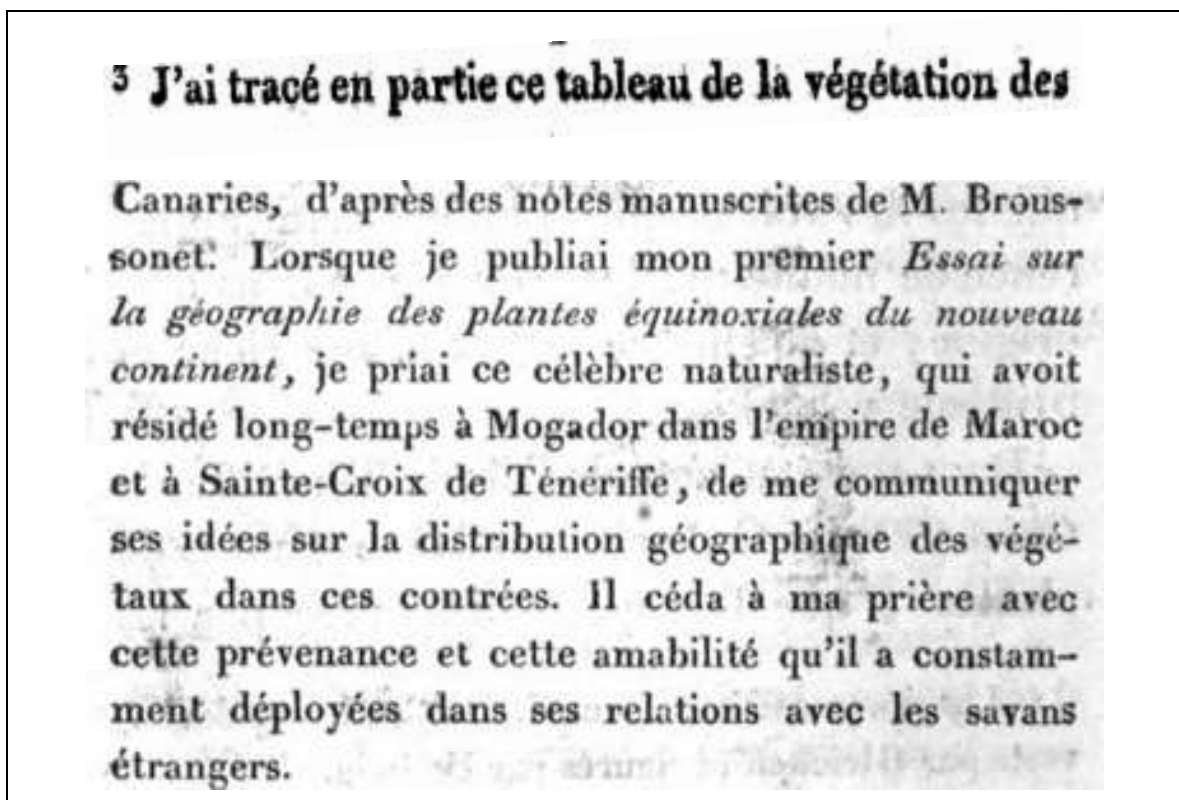 3 J'ai tracé en partie ce tableau de la végétation des
Canaries, d'après des notes manuscrites de M. Brous-
sonet. Lorsque je publiai mon premier Essai sur
la géographie des plantes équinoxiales du nouveau
continent, je priai ce célèbre naturaliste, qui avoit
résidé long-temps à Mogador dans l'empire de Maroc
et à Sainte-Croix de Ténériffe, de me communiquer
ses idées sur la distribution géographique des végé-
taux dans ces contrées. Il céda à ma prière avec
cette prévenance et cette amabilité qu'il a constam-
ment déployées dans ses relations avec les savans
étrangers.